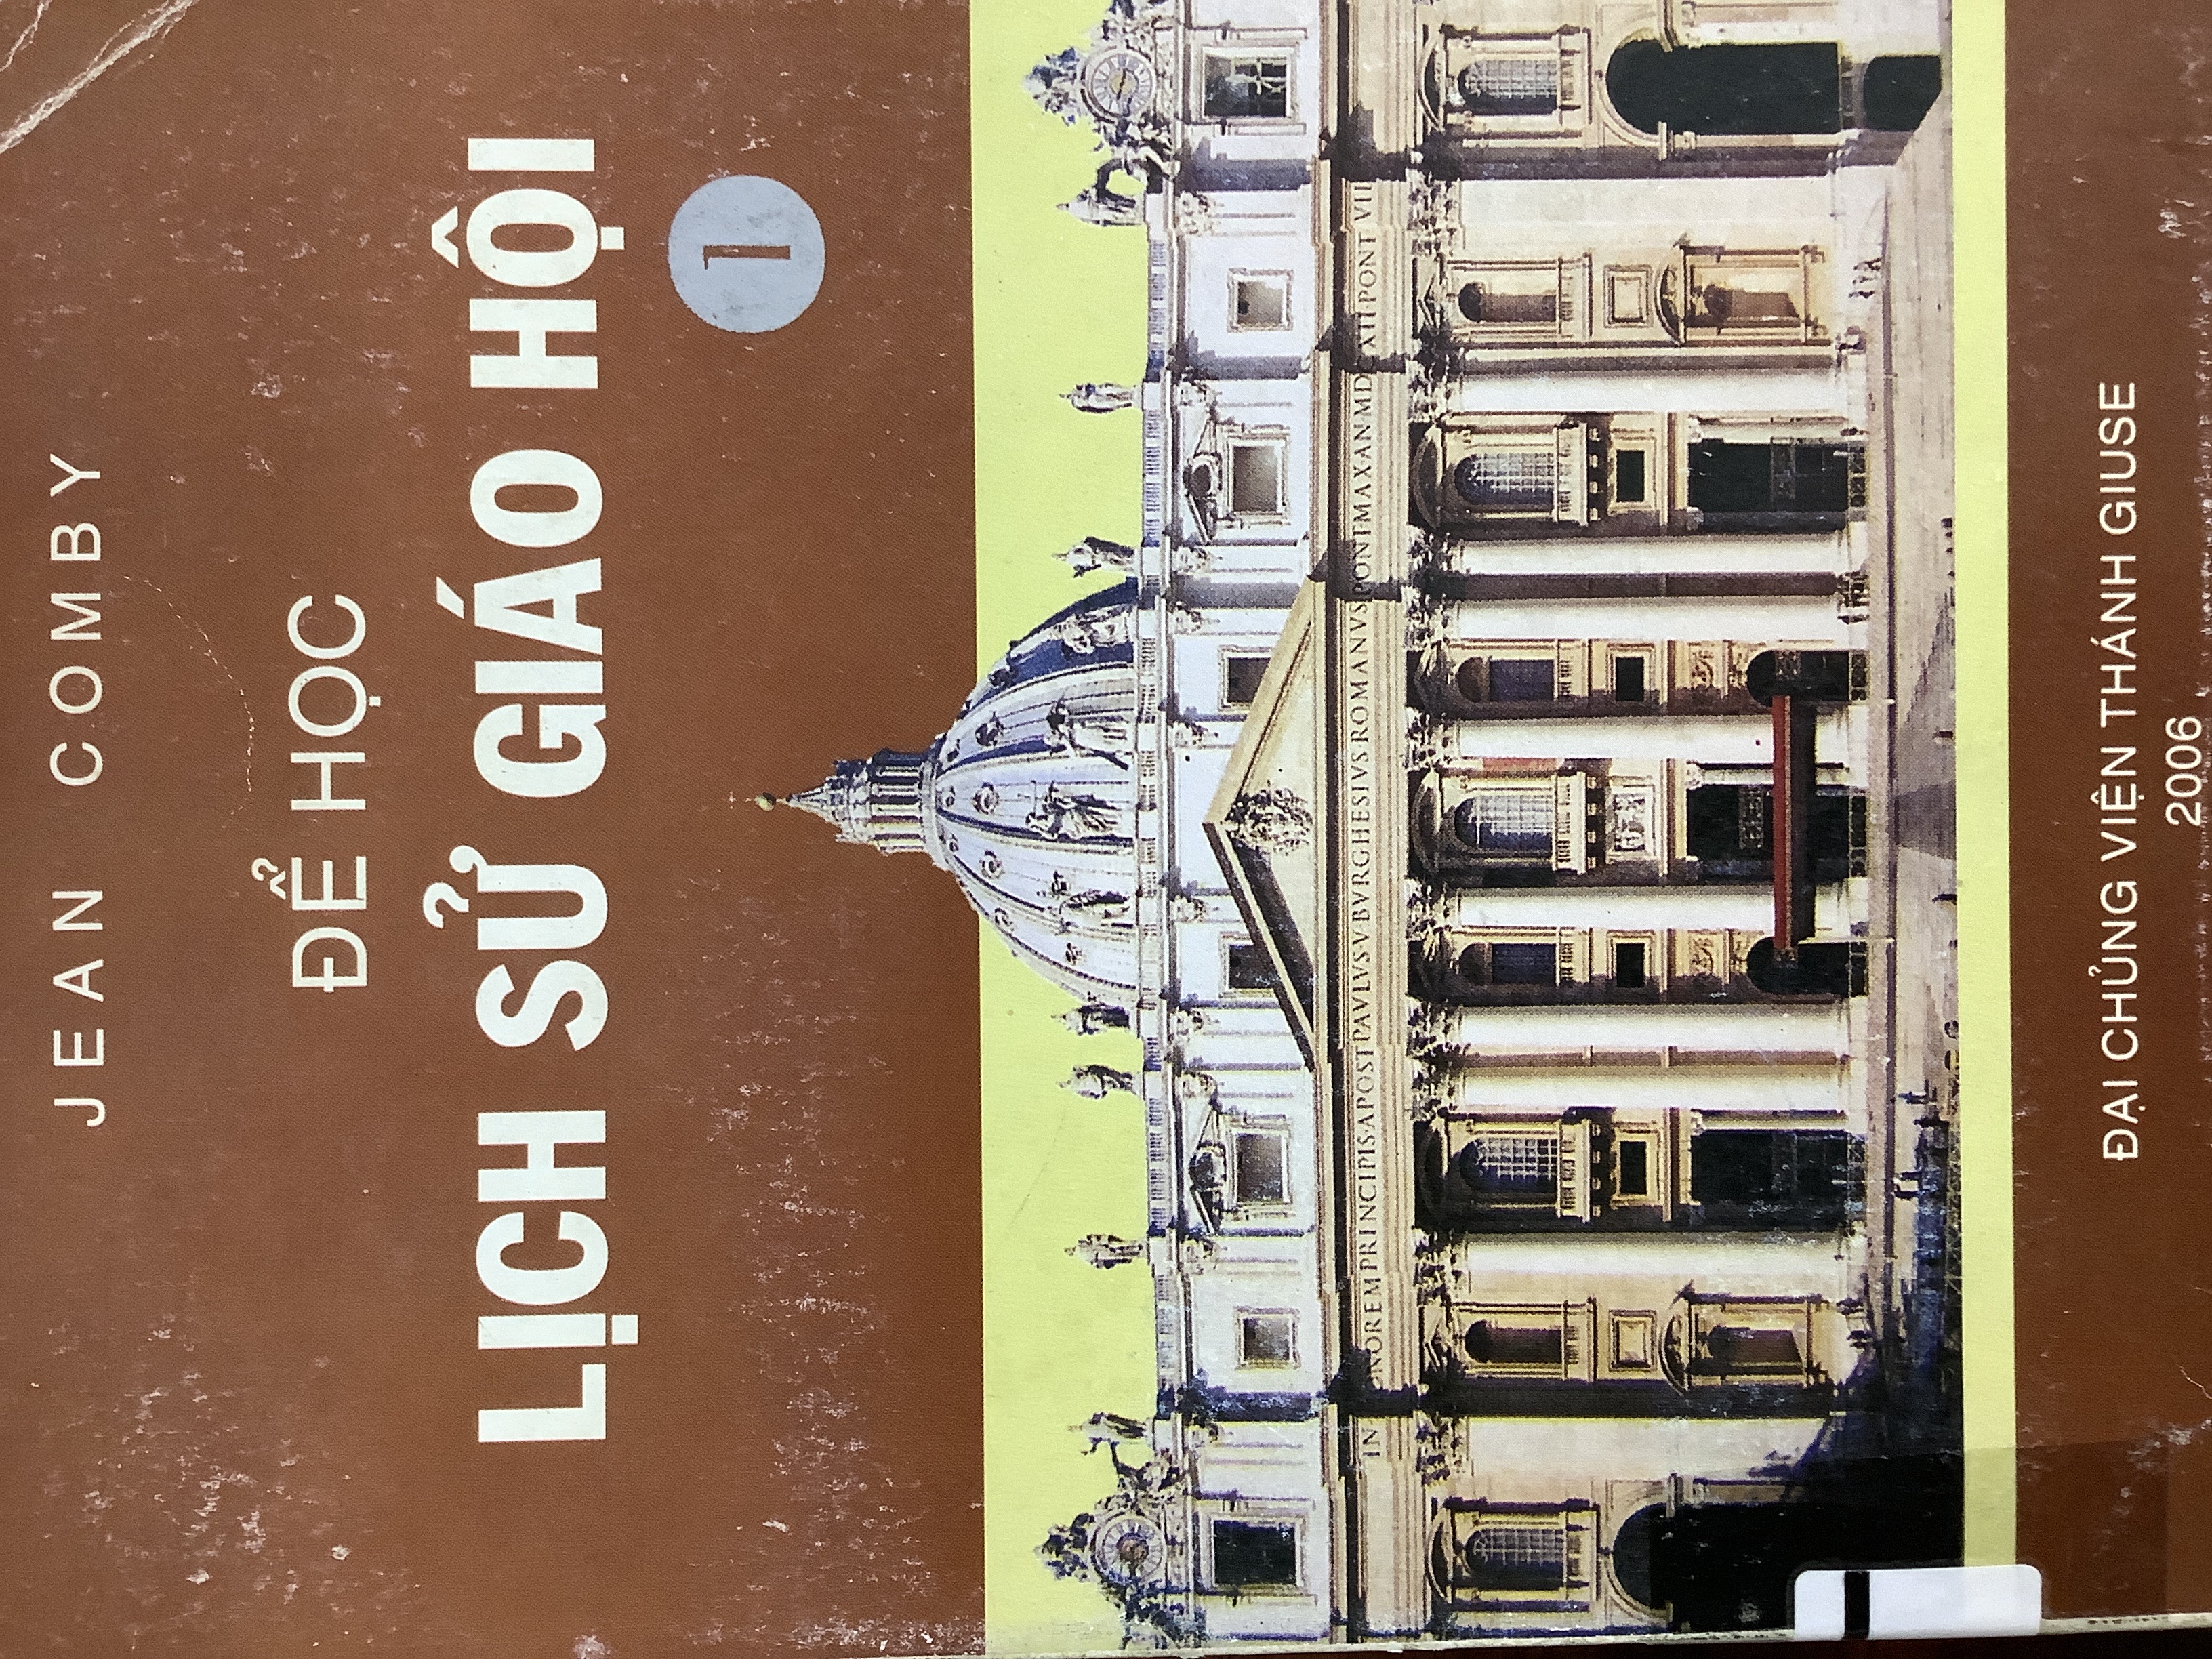 JEAN COMBY
ĐỂ HỌC
LỊCH SỬ GIÁO HỘI
1
IN HONOREM PRINCIPIS APOST PAVLVS V BVRGHESIVS ROMANVS PONT MAX AN MDCXII PONT VII
ĐẠI CHỦNG VIỆN THÁNH GIUSE
2006